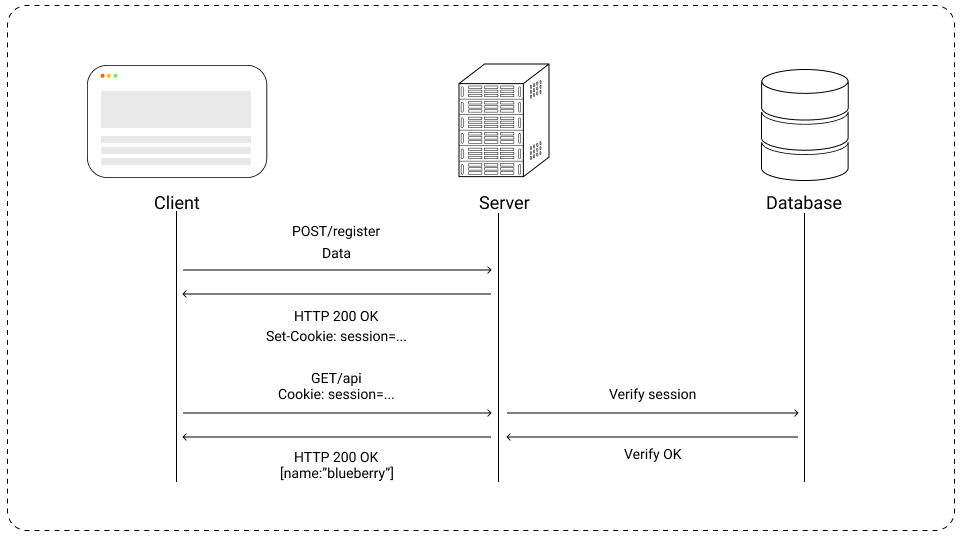 Client
Server
Database
POST/register
Data
HTTP 200 OK
Set-Cookie: session=...
GET/api
Cookie: session=...
Verify session
HTTP 200 OK
[name:”blueberry”]
Verify OK